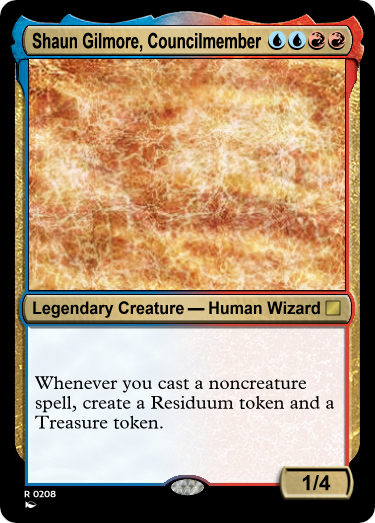 Shaun Gilmore, Councilmember
Legendary Creature — Human Wizard
Whenever you cast a noncreature
spell, create a Residuum token and a
Treasure token.
1/4
R 0208